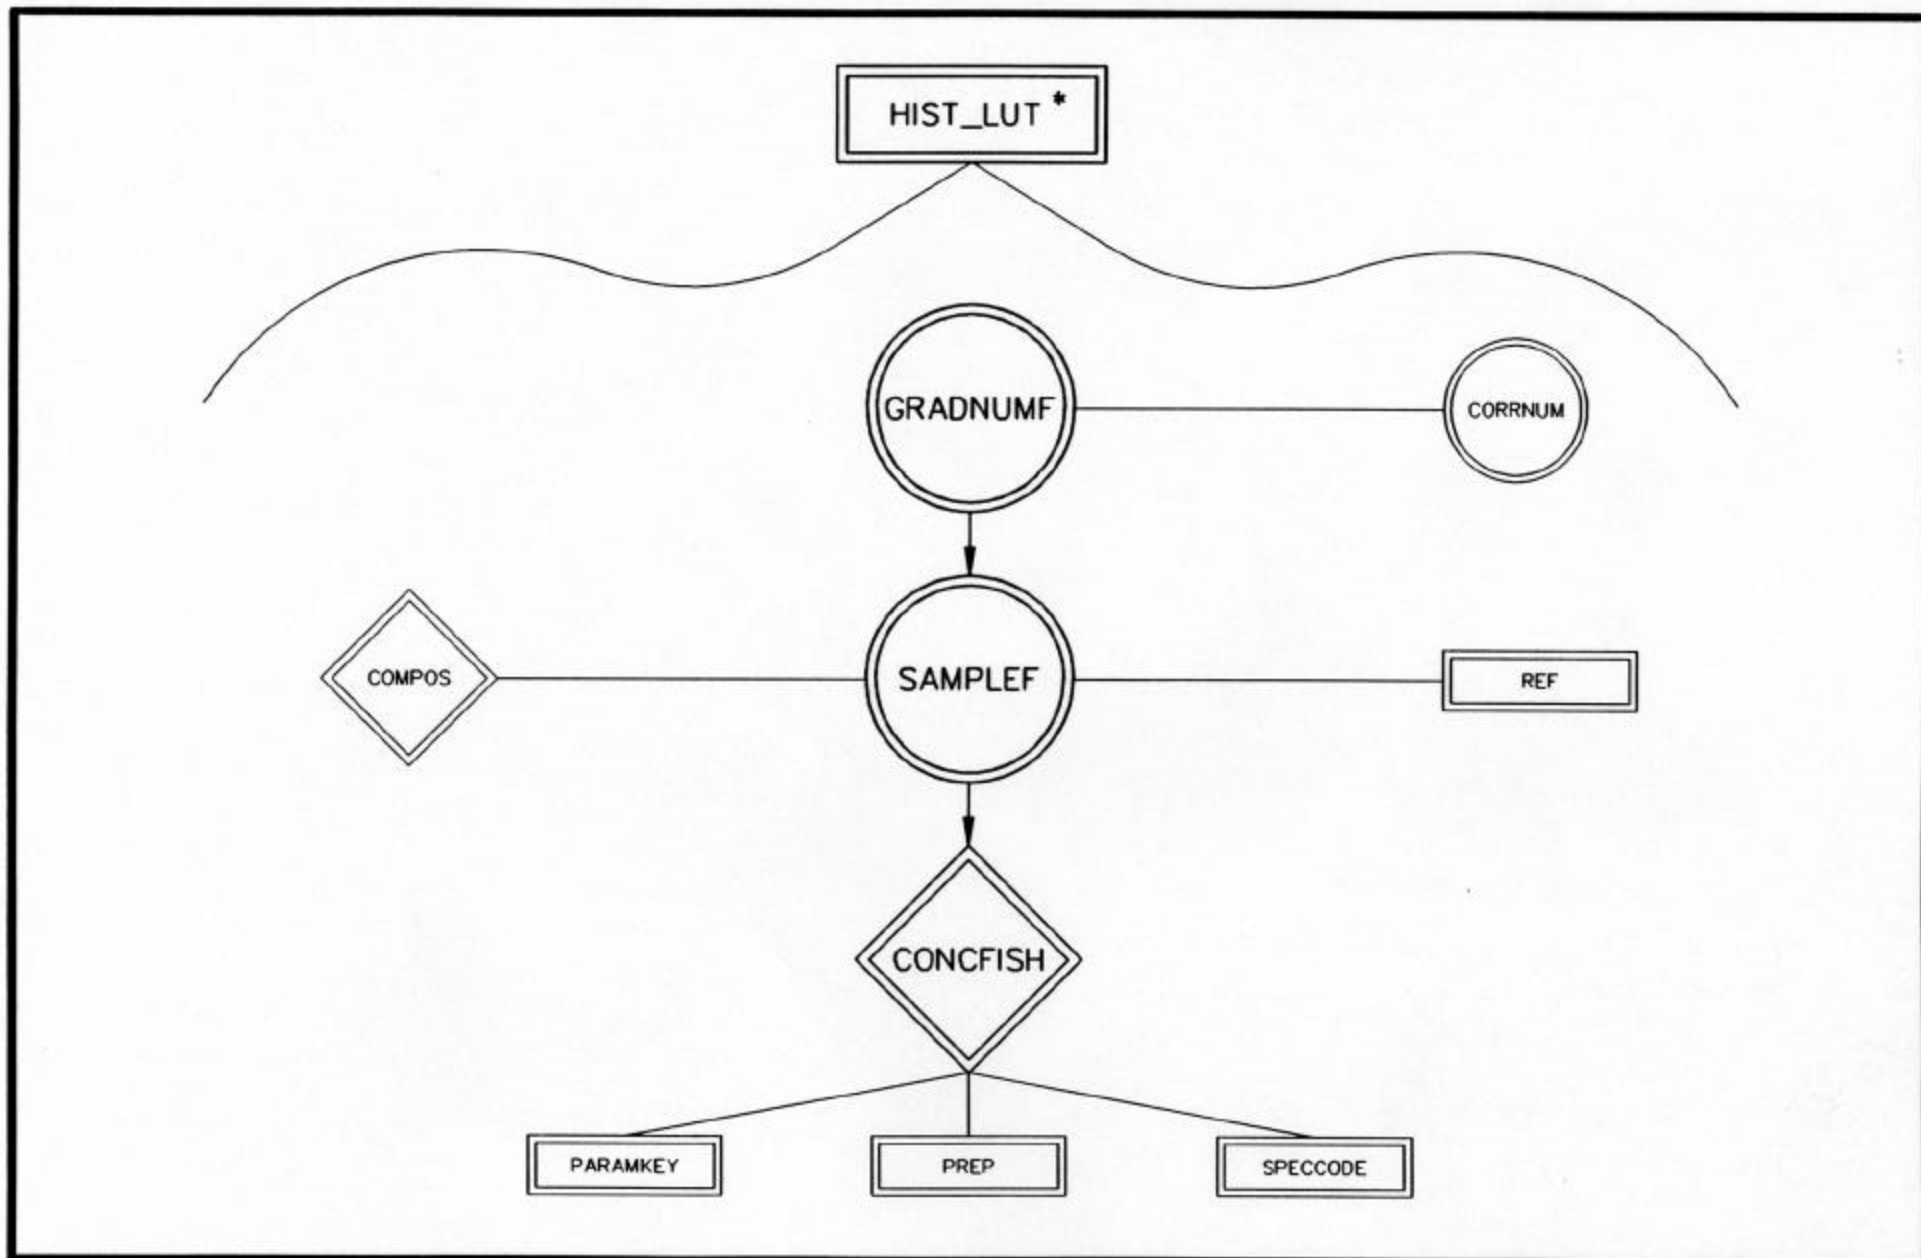 HIST_LUT *
GRADNUMF
CORRNUM
COMPOS
SAMPLEF
REF
CONCFISH
PARAMKEY
PREP
SPECCODE